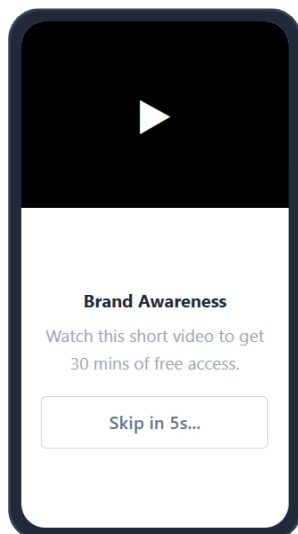 Brand Awareness
Watch this short video to get
30 mins of free access.
Skip in 5s...